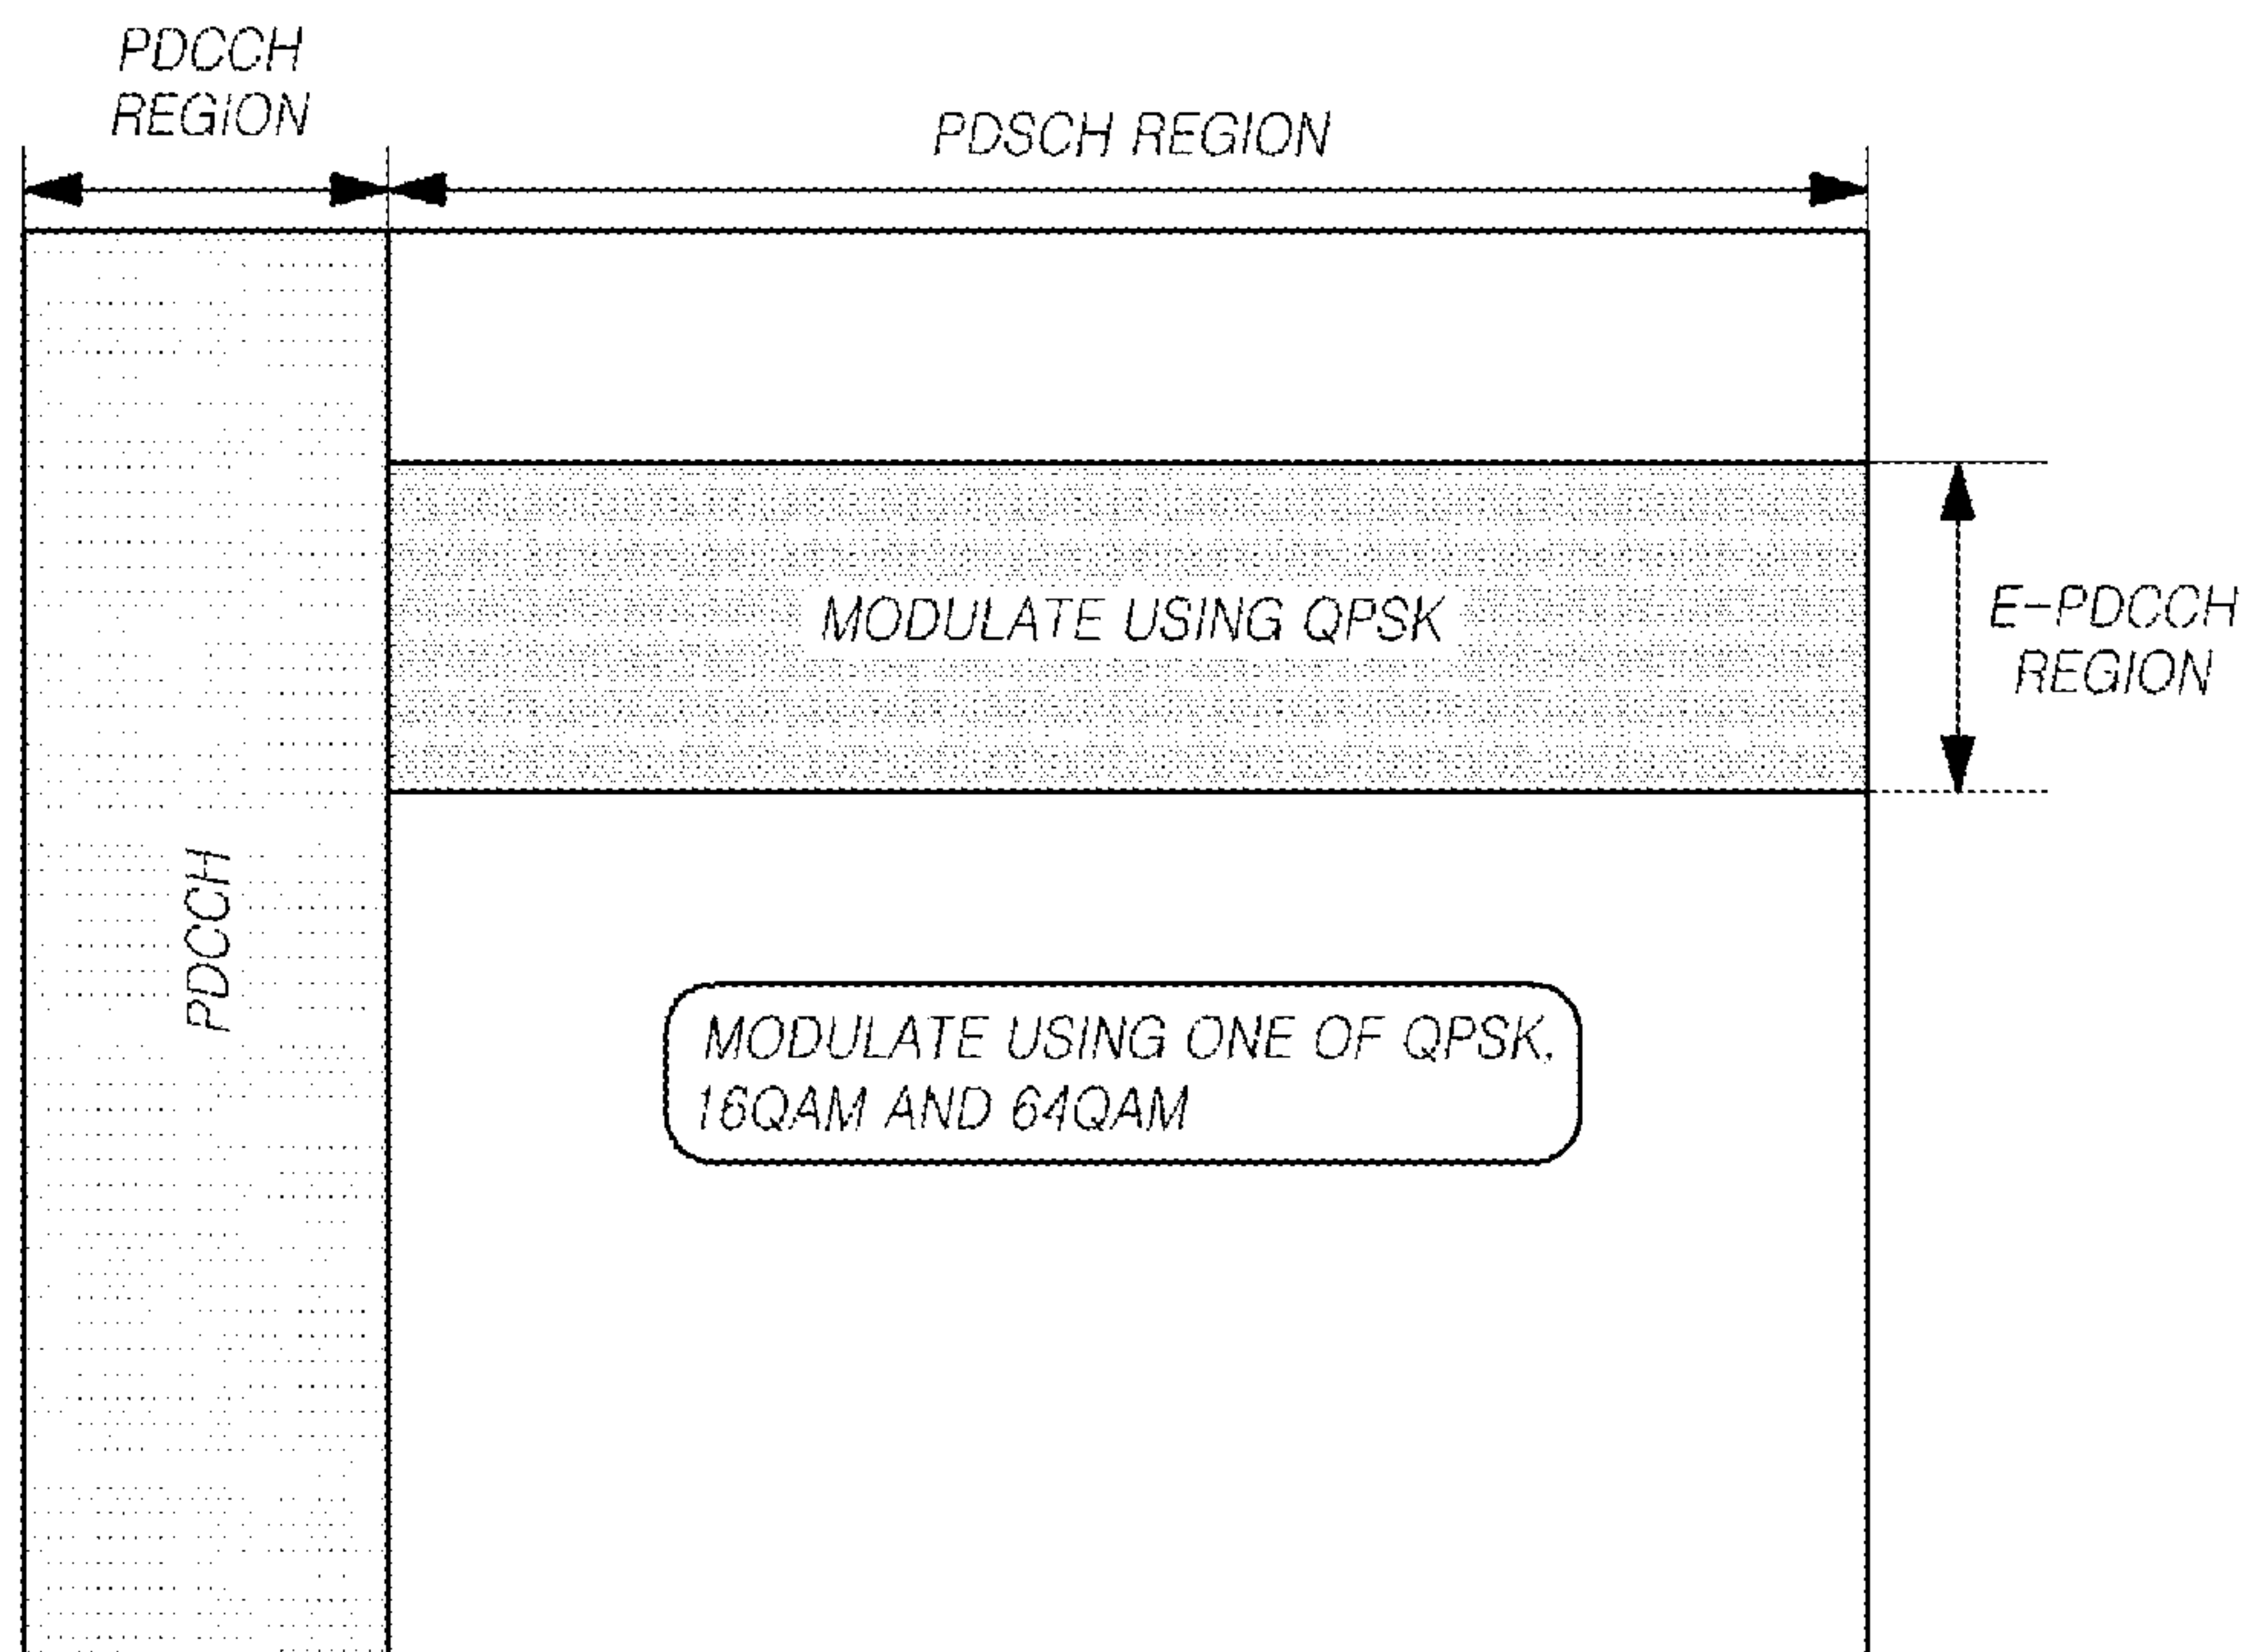 PDCCH
REGION
PDSCH REGION
MODULATE USING QPSK
E-PDCCH
REGION
PDCCH
MODULATE USING ONE OF QPSK,
16QAM AND 64QAM